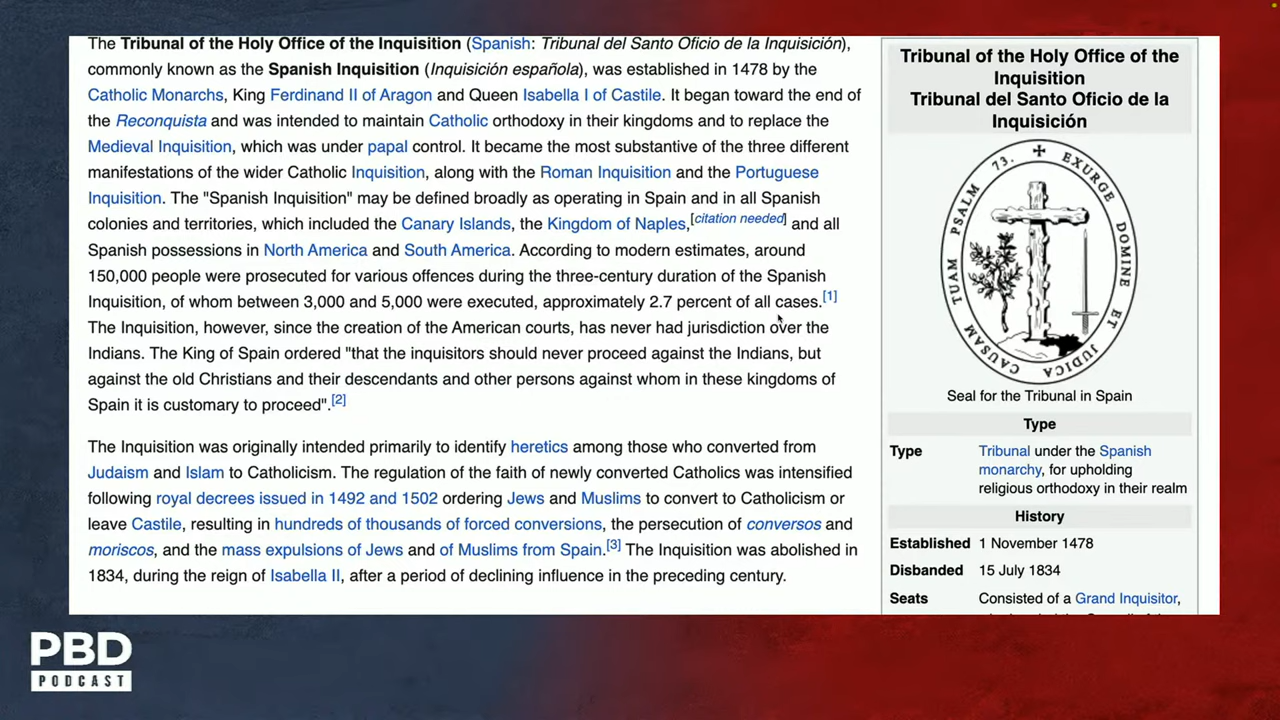 The Tribunal of the Holy Office of the Inquisition (Spanish: Tribunal del Santo Oficio de la Inquisición),
commonly known as the Spanish Inquisition (Inquisición española), was established in 1478 by the
Catholic Monarchs, King Ferdinand II of Aragon and Queen Isabella I of Castile. It began toward the end of
the Reconquista and was intended to maintain Catholic orthodoxy in their kingdoms and to replace the
Medieval Inquisition, which was under papal control. It became the most substantive of the three different
manifestations of the wider Catholic Inquisition, along with the Roman Inquisition and the Portuguese
Inquisition. The "Spanish Inquisition" may be defined broadly as operating in Spain and in all Spanish
colonies and territories, which included the Canary Islands, the Kingdom of Naples,[citation needed] and all
Spanish possessions in North America and South America. According to modern estimates, around
150,000 people were prosecuted for various offences during the three-century duration of the Spanish
Inquisition, of whom between 3,000 and 5,000 were executed, approximately 2.7 percent of all cases.[1]
The Inquisition, however, since the creation of the American courts, has never had jurisdiction over the
Indians. The King of Spain ordered "that the inquisitors should never proceed against the Indians, but
against the old Christians and their descendants and other persons against whom in these kingdoms of
Spain it is customary to proceed".[2]
The Inquisition was originally intended primarily to identify heretics among those who converted from
Judaism and Islam to Catholicism. The regulation of the faith of newly converted Catholics was intensified
following royal decrees issued in 1492 and 1502 ordering Jews and Muslims to convert to Catholicism or
leave Castile, resulting in hundreds of thousands of forced conversions, the persecution of conversos and
moriscos, and the mass expulsions of Jews and of Muslims from Spain.[3] The Inquisition was abolished in
1834, during the reign of Isabella II, after a period of declining influence in the preceding century.
Tribunal of the Holy Office of the
Inquisition
Tribunal del Santo Oficio de la
Inquisición
EXURGE DOMINE ET JUDICA CAUSAM TUAM PSALM 73.
Seal for the Tribunal in Spain
Type
Type Tribunal under the Spanish
monarchy, for upholding
religious orthodoxy in their realm
History
Established 1 November 1478
Disbanded 15 July 1834
Seats Consisted of a Grand Inquisitor,
PBD
PODCAST